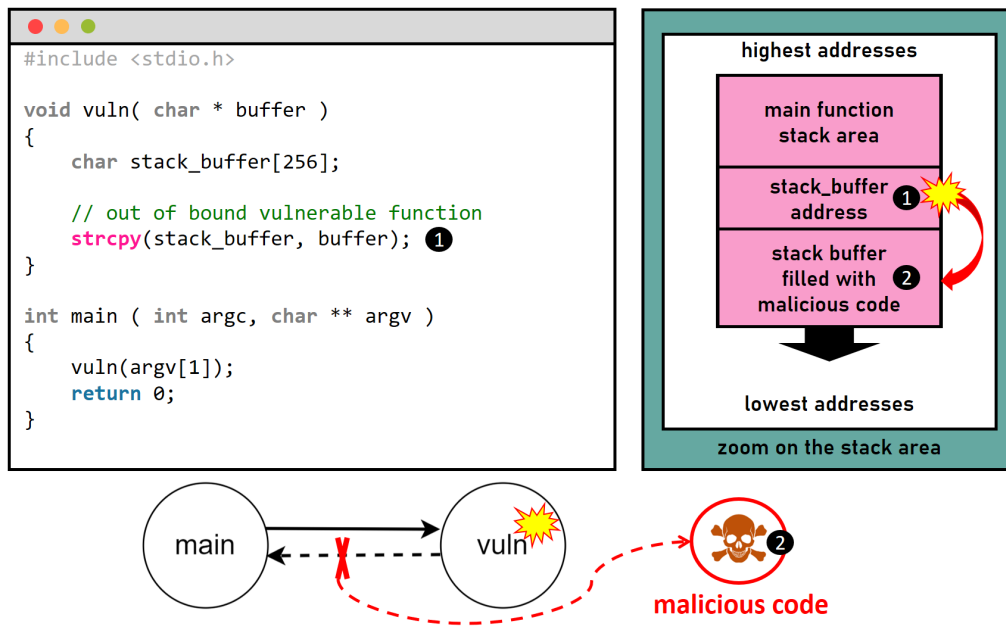 #include <stdio.h>
void vuln( char * buffer )
{
char stack_buffer[256];
// out of bound vulnerable function
strcpy(stack_buffer, buffer); 1
}
int main ( int argc, char ** argv )
{
vuln(argv[1]);
return 0;
}
highest addresses
main function
stack area
stack_buffer
address
1
stack buffer
filled with
malicious code
2
lowest addresses
zoom on the stack area
main
vuln
2
malicious code